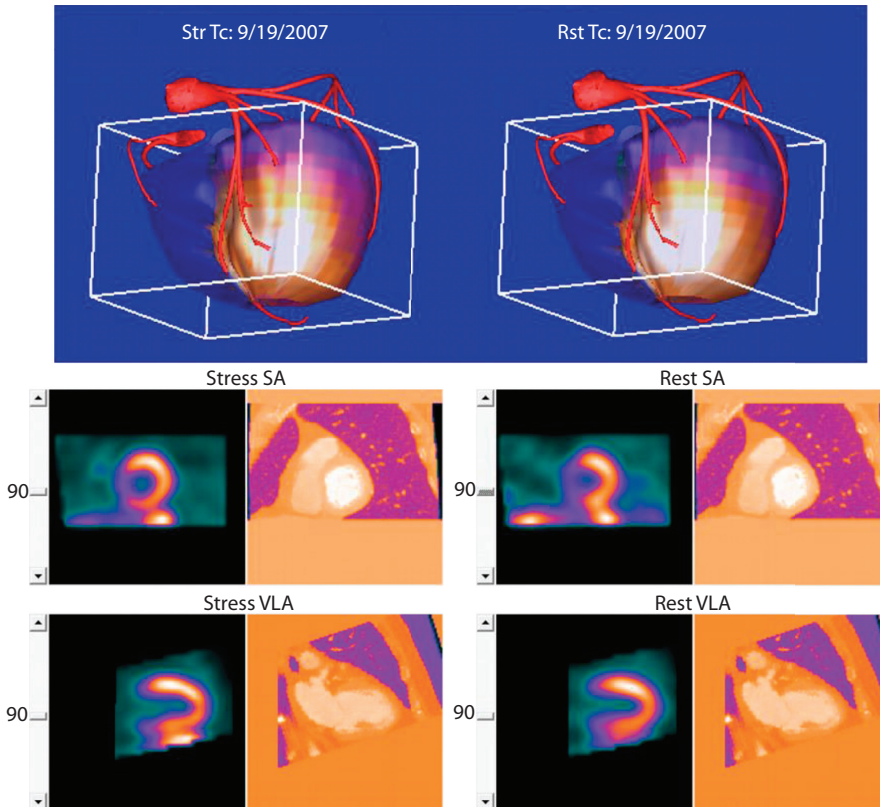 Str Tc: 9/19/2007
Rst Tc: 9/19/2007
Stress SA
Rest SA
90
90
Stress VLA
Rest VLA
90
90